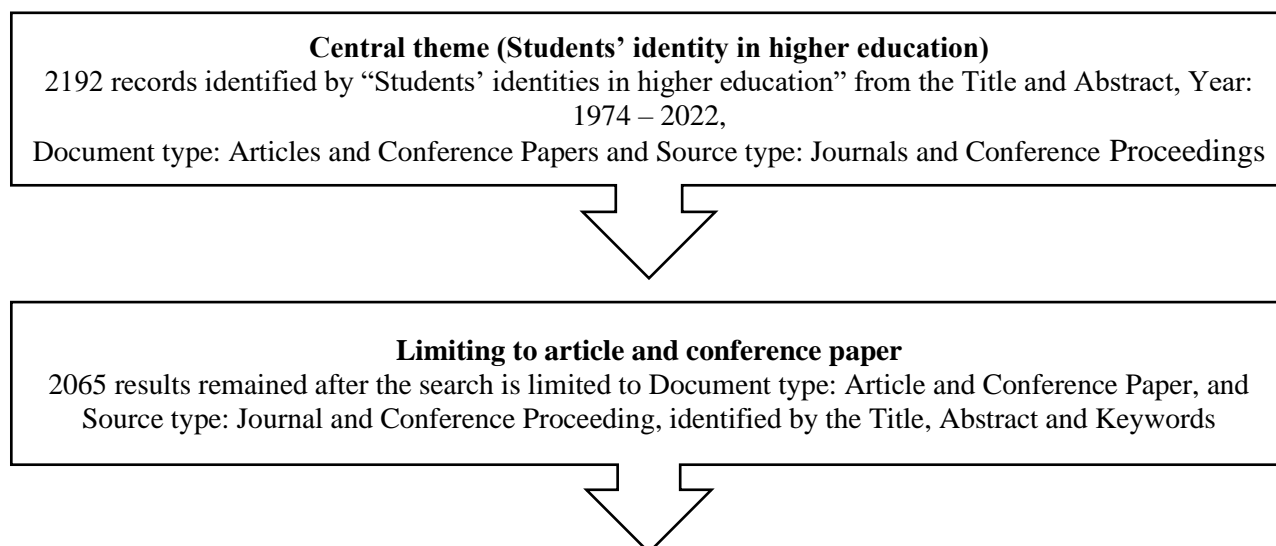 Central theme (Students’ identity in higher education)
2192 records identified by “Students’ identities in higher education” from the Title and Abstract, Year:
1974 – 2022,
Document type: Articles and Conference Papers and Source type: Journals and Conference Proceedings
Limiting to article and conference paper
2065 results remained after the search is limited to Document type: Article and Conference Paper, and
Source type: Journal and Conference Proceeding, identified by the Title, Abstract and Keywords